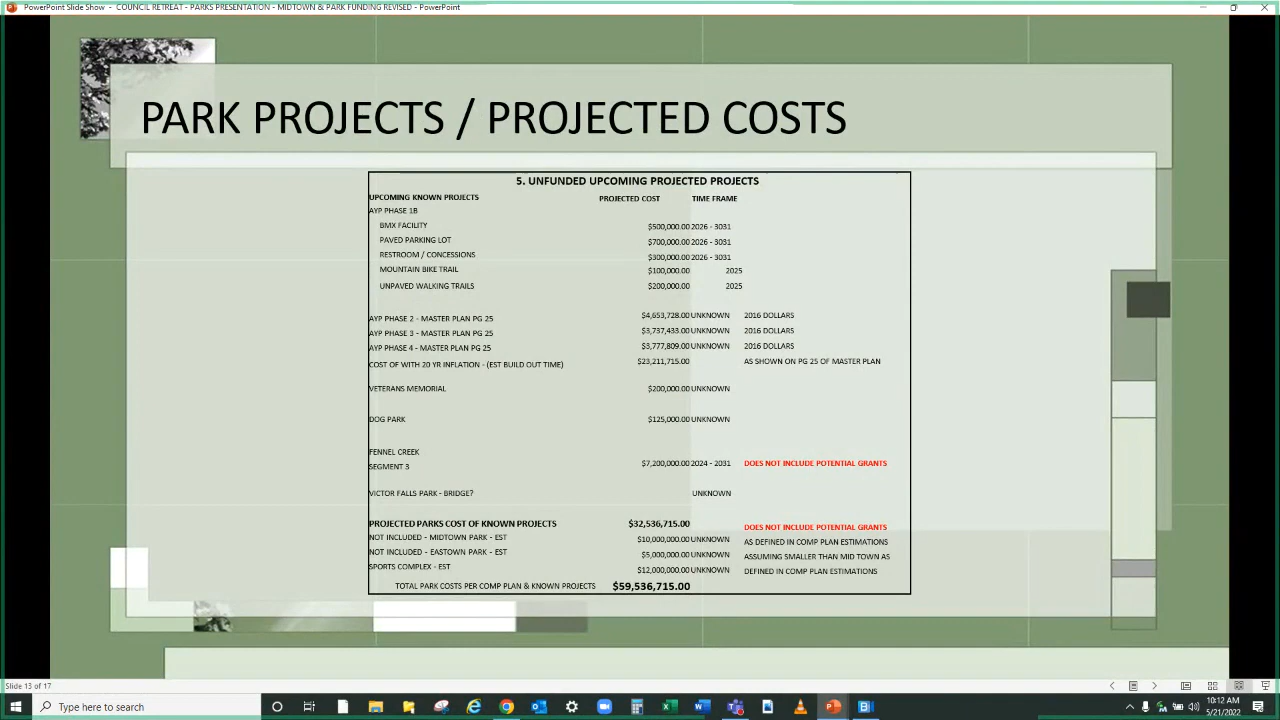 PowerPoint Slide Show - COUNCIL RETREAT - PARKS PRESENTATION - MIDTOWN & PARK FUNDING REVISED - PowerPoint
PARK PROJECTS / PROJECTED COSTS
5. UNFUNDED UPCOMING PROJECTED PROJECTS
UPCOMING KNOWN PROJECTS PROJECTED COST TIME FRAME
AYP PHASE 1B
BMX FACILITY $500,000.00 2026 - 3031
PAVED PARKING LOT $700,000.00 2026 - 3031
RESTROOM / CONCESSIONS $300,000.00 2026 - 3031
MOUNTAIN BIKE TRAIL $100,000.00 2025
UNPAVED WALKING TRAILS $200,000.00 2025
AYP PHASE 2 - MASTER PLAN PG 25 $4,653,728.00 UNKNOWN 2016 DOLLARS
AYP PHASE 3 - MASTER PLAN PG 25 $3,737,433.00 UNKNOWN 2016 DOLLARS
AYP PHASE 4 - MASTER PLAN PG 25 $3,777,809.00 UNKNOWN 2016 DOLLARS
COST OF WITH 20 YR INFLATION - (EST BUILD OUT TIME) $23,211,715.00 AS SHOWN ON PG 25 OF MASTER PLAN
VETERANS MEMORIAL $200,000.00 UNKNOWN
DOG PARK $125,000.00 UNKNOWN
FENNEL CREEK
SEGMENT 3 $7,200,000.00 2024 - 2031 DOES NOT INCLUDE POTENTIAL GRANTS
VICTOR FALLS PARK - BRIDGE? UNKNOWN
PROJECTED PARKS COST OF KNOWN PROJECTS $32,536,715.00 DOES NOT INCLUDE POTENTIAL GRANTS
NOT INCLUDED - MIDTOWN PARK - EST $10,000,000.00 UNKNOWN AS DEFINED IN COMP PLAN ESTIMATIONS
NOT INCLUDED - EASTOWN PARK - EST $5,000,000.00 UNKNOWN ASSUMING SMALLER THAN MID TOWN AS
SPORTS COMPLEX - EST $12,000,000.00 UNKNOWN DEFINED IN COMP PLAN ESTIMATIONS
TOTAL PARK COSTS PER COMP PLAN & KNOWN PROJECTS $59,536,715.00
Slide 13 of 17
Type here to search
10:12 AM
5/21/2022